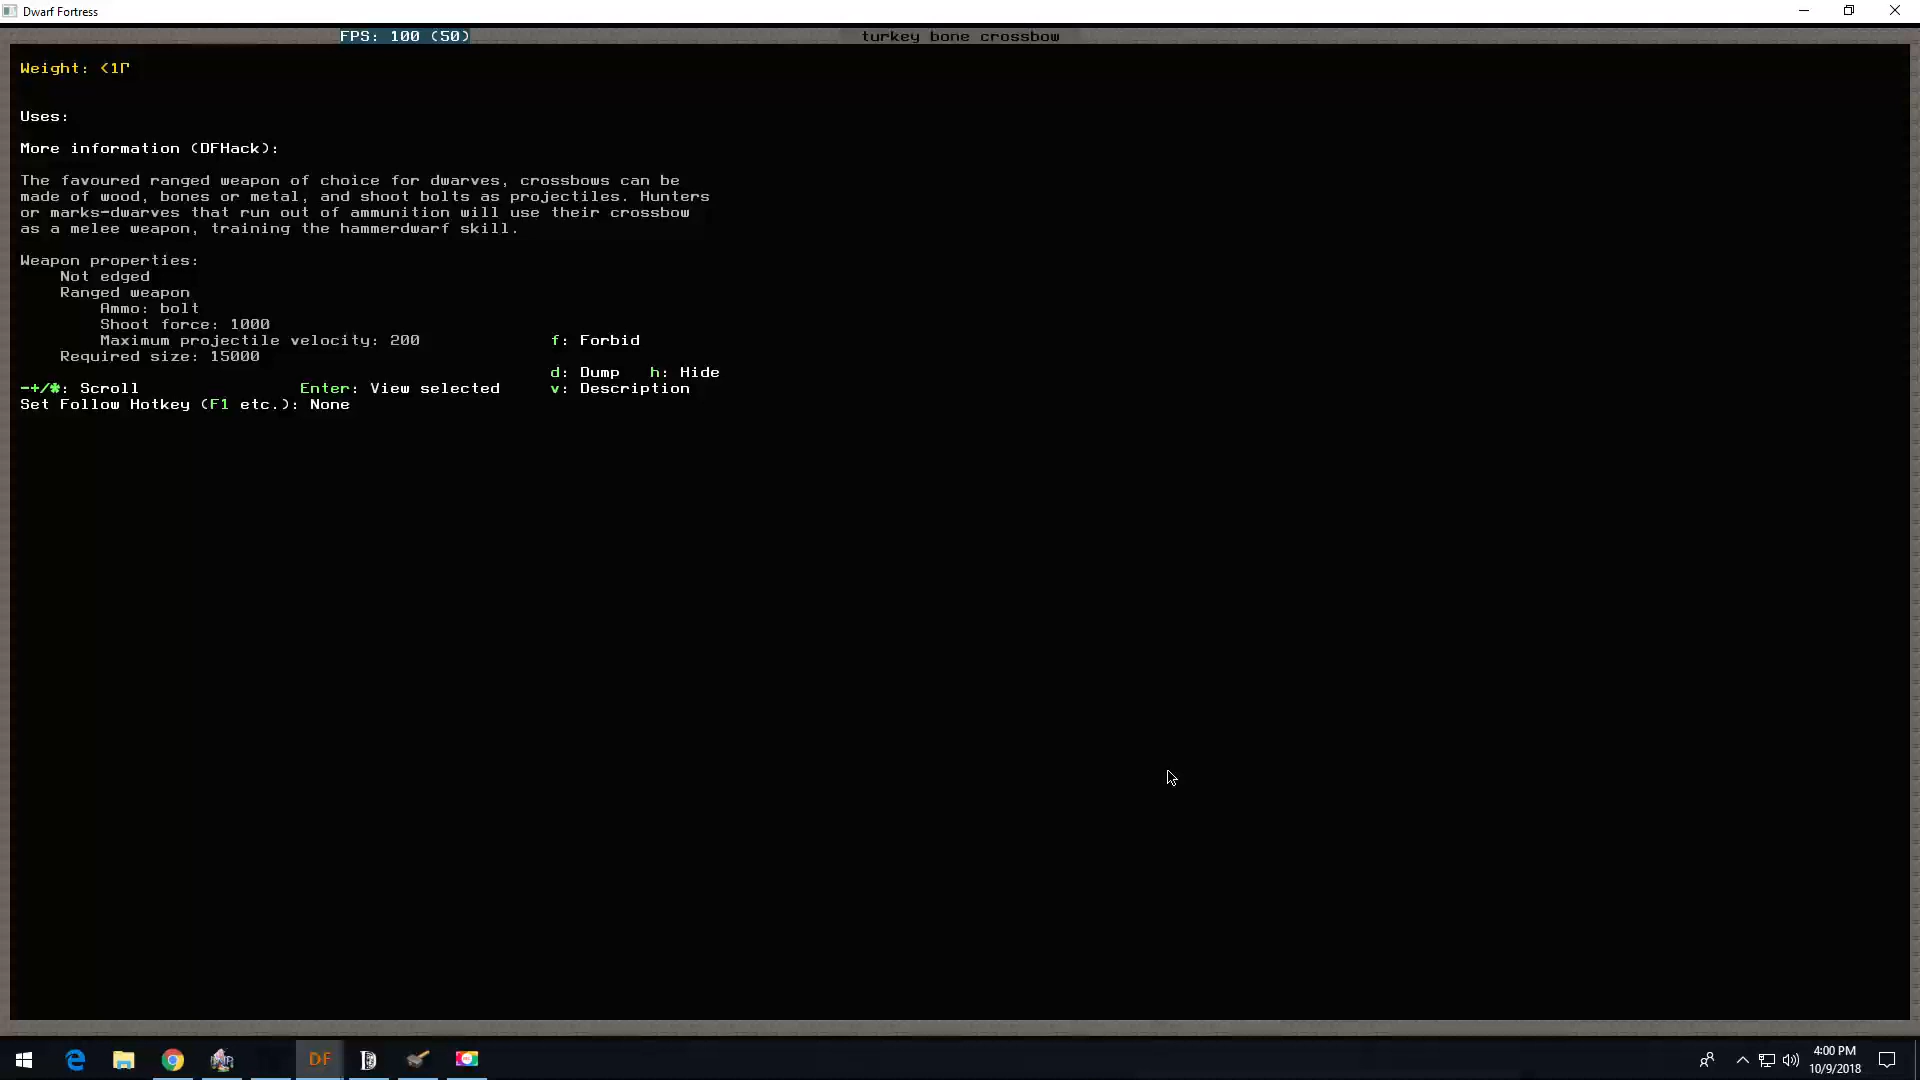 Dwarf Fortress
FPS: 100 (50)
turkey bone crossbow
Weight: <1Γ
Uses:
More information (DFHack):
The favoured ranged weapon of choice for dwarves, crossbows can be
made of wood, bones or metal, and shoot bolts as projectiles. Hunters
or marks-dwarves that run out of ammunition will use their crossbow
as a melee weapon, training the hammerdwarf skill.
Weapon properties:
Not edged
Ranged weapon
Ammo: bolt
Shoot force: 1000
Maximum projectile velocity: 200 f: Forbid
Required size: 15000
d: Dump h: Hide
-+/*: Scroll Enter: View selected v: Description
Set Follow Hotkey (F1 etc.): None
DF
4:00 PM
10/9/2018